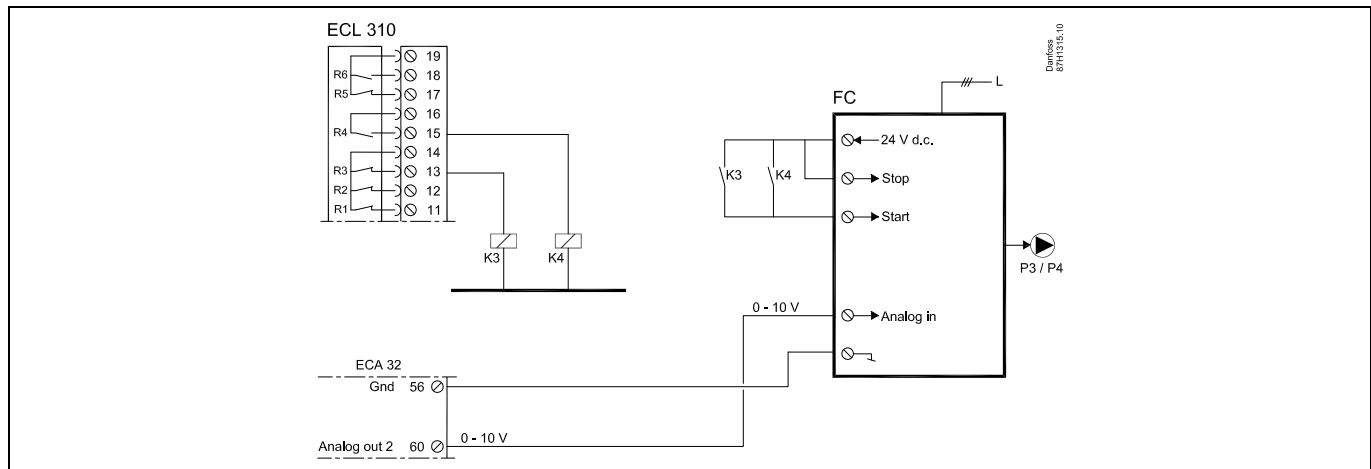 ECL 310
19
R6 18
R5 17
16
R4 15
14
R3 13
R2 12
R1 11
K3
K4
Danfoss
87H1315.10
L
FC
24 V d.c.
K3
K4
Stop
Start
P3 / P4
0 - 10 V
Analog in
ECA 32
Gnd 56
Analog out 2 60
0 - 10 V